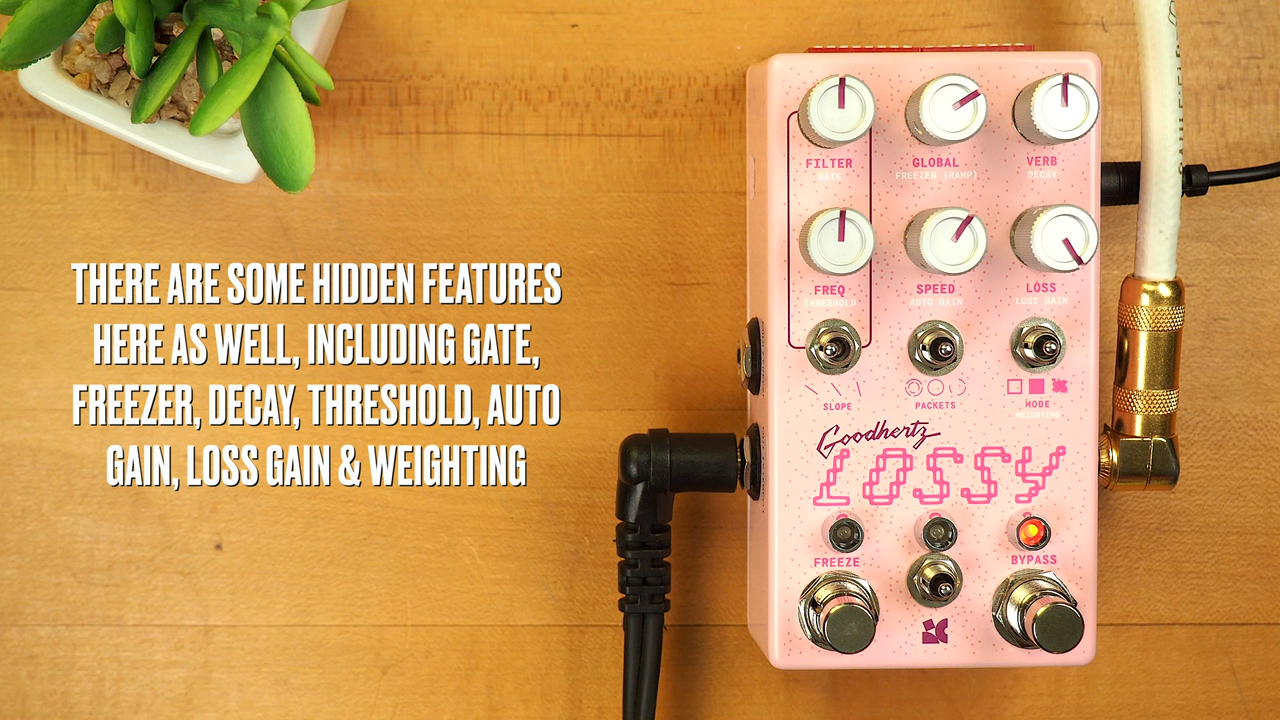 THERE ARE SOME HIDDEN FEATURES
HERE AS WELL, INCLUDING GATE,
FREEZER, DECAY, THRESHOLD, AUTO
GAIN, LOSS GAIN & WEIGHTING
FILTER GLOBAL VERB
GATE FREEZER (RAMP) DECAY
FREQ SPEED LOSS
THRESHOLD AUTO GAIN LOSS GAIN
SLOPE PACKETS MODE
WEIGHTING
Goodhertz
LOSSY
FREEZE BYPASS